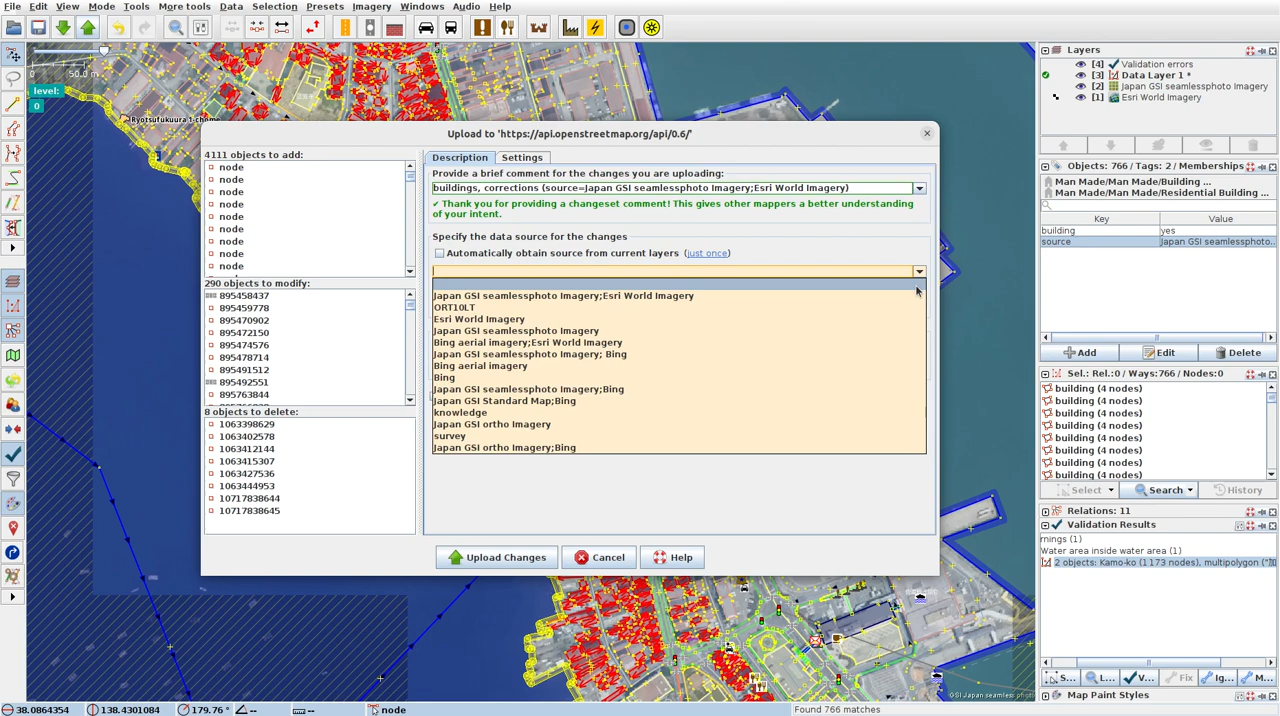 File Edit View Mode Tools More tools Data Selection Presets Imagery Windows Audio Help
0 50.0 m
level:
0
Ryotsufukuura 1-chome
Upload to 'https://api.openstreetmap.org/api/0.6/'
4111 objects to add:
node
node
node
node
node
node
node
node
node
290 objects to modify:
895458437
895459778
895470902
895472150
895474576
895478714
895491512
895492551
895763844
8 objects to delete:
1063398629
1063402578
1063412144
1063415307
1063427536
1063444953
10717838644
10717838645
Description Settings
Provide a brief comment for the changes you are uploading:
buildings, corrections (source=Japan GSI seamlessphoto Imagery;Esri World Imagery)
✔ Thank you for providing a changeset comment! This gives other mappers a better understanding
of your intent.
Specify the data source for the changes
Automatically obtain source from current layers (just once)
Japan GSI seamlessphoto Imagery;Esri World Imagery
ORT10LT
Esri World Imagery
Japan GSI seamlessphoto Imagery
Bing aerial imagery;Esri World Imagery
Japan GSI seamlessphoto Imagery; Bing
Bing aerial imagery
Bing
Japan GSI seamlessphoto Imagery;Bing
Japan GSI Standard Map;Bing
knowledge
Japan GSI ortho Imagery
survey
Japan GSI ortho Imagery;Bing
Upload Changes Cancel Help
Layers
[4] Validation errors
[3] Data Layer 1 *
[2] Japan GSI seamlessphoto Imagery
[1] Esri World Imagery
Objects: 766 / Tags: 2 / Memberships
Man Made/Man Made/Building ...
Man Made/Man Made/Residential Building ...
Key Value
building yes
source Japan GSI seamlessphoto...
Add Edit Delete
Sel.: Rel.:0 / Ways:766 / Nodes:0
building (4 nodes)
building (4 nodes)
building (4 nodes)
building (4 nodes)
building (4 nodes)
building (4 nodes)
building (4 nodes)
building (4 nodes)
Select Search History
Relations: 11
Validation Results
rnings (1)
Water area inside water area (1)
2 objects: Kamo-ko (1 173 nodes), multipolygon ("
S... L... V... Fix Ig... M...
Map Paint Styles
38.0864354 138.4301084 179.76 ° -- -- node Found 766 matches